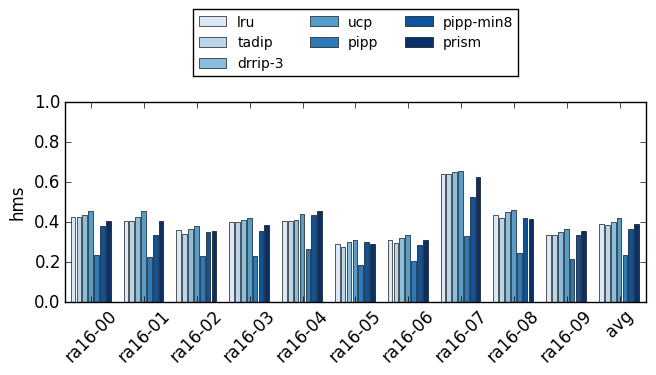 lru ucp pipp-min8
tadip pipp prism
drrip-3
1.0
0.8
0.6
0.4
0.2
0.0
hms
ra16-00 ra16-01 ra16-02 ra16-03 ra16-04 ra16-05 ra16-06 ra16-07 ra16-08 ra16-09 avg